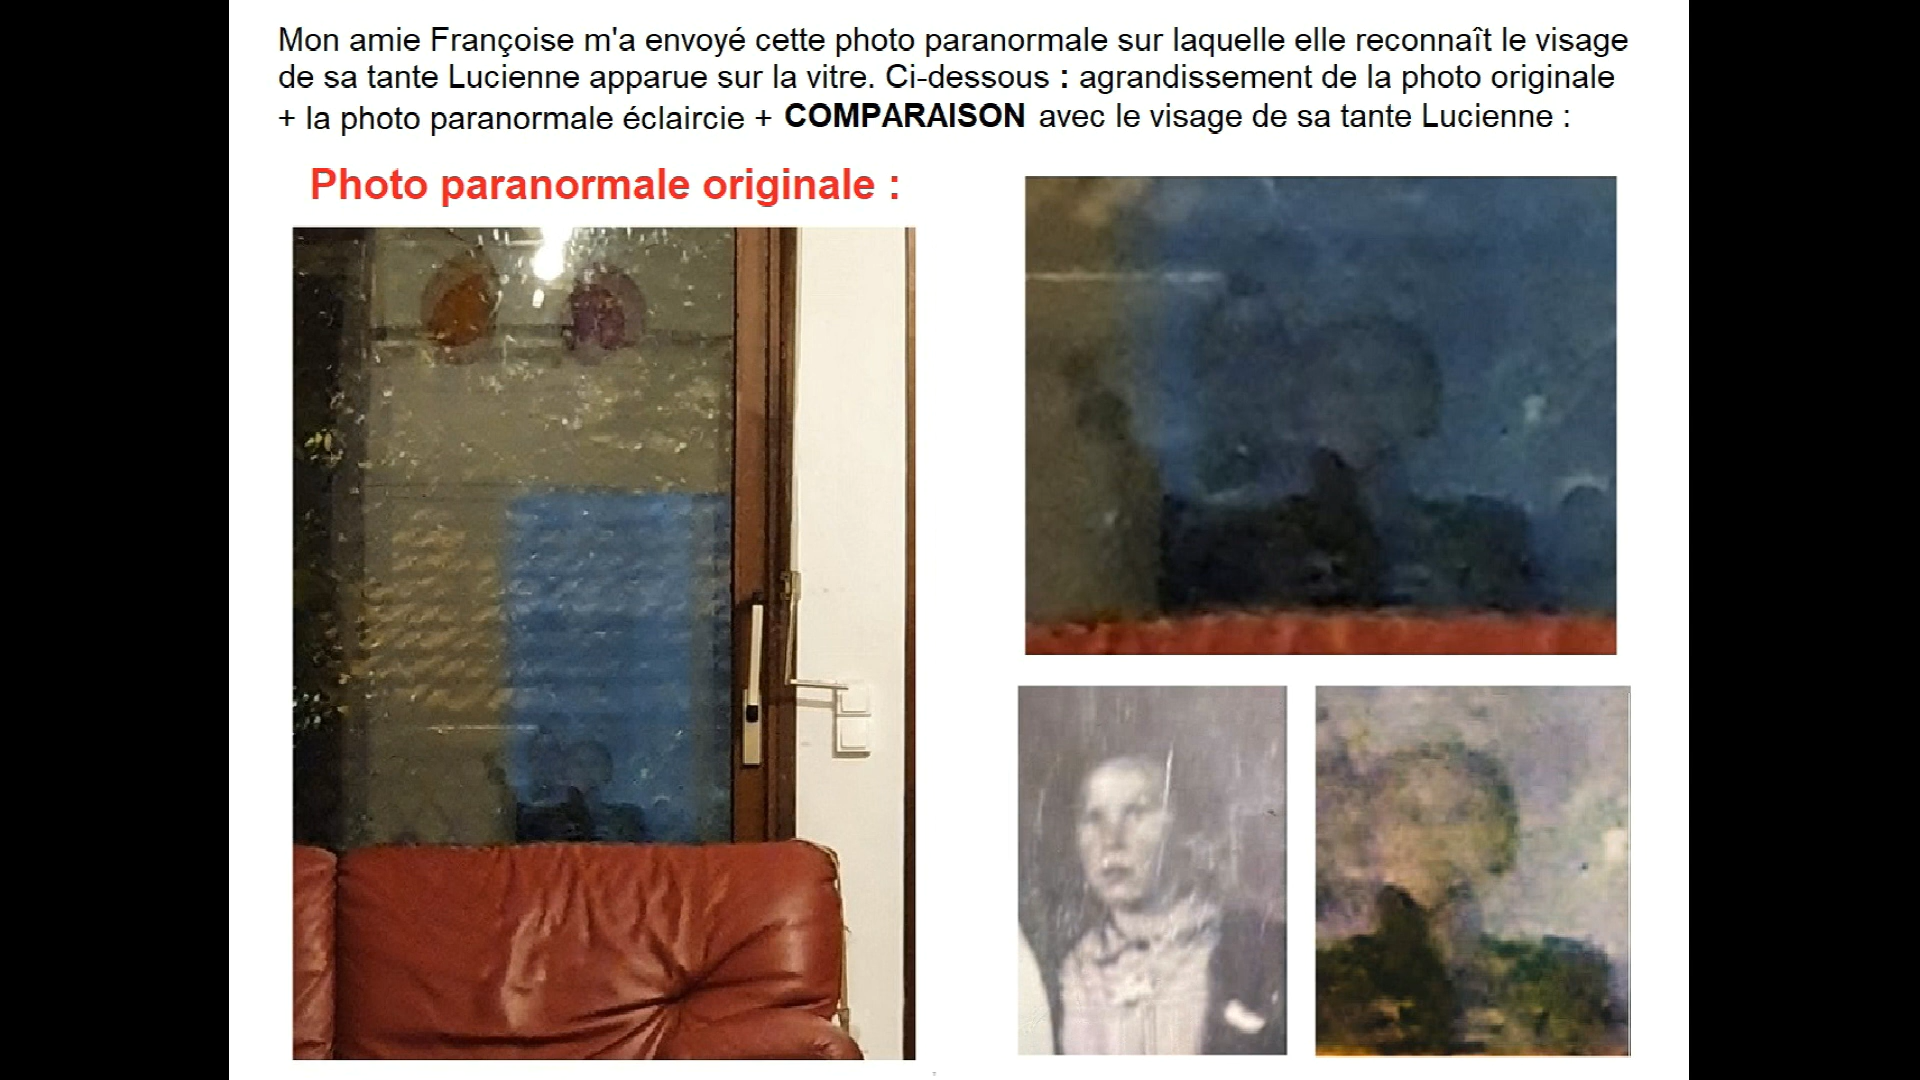 Mon amie Françoise m'a envoyé cette photo paranormale sur laquelle elle reconnaît le visage
de sa tante Lucienne apparue sur la vitre. Ci-dessous : agrandissement de la photo originale
+ la photo paranormale éclaircie + COMPARAISON avec le visage de sa tante Lucienne :
Photo paranormale originale :